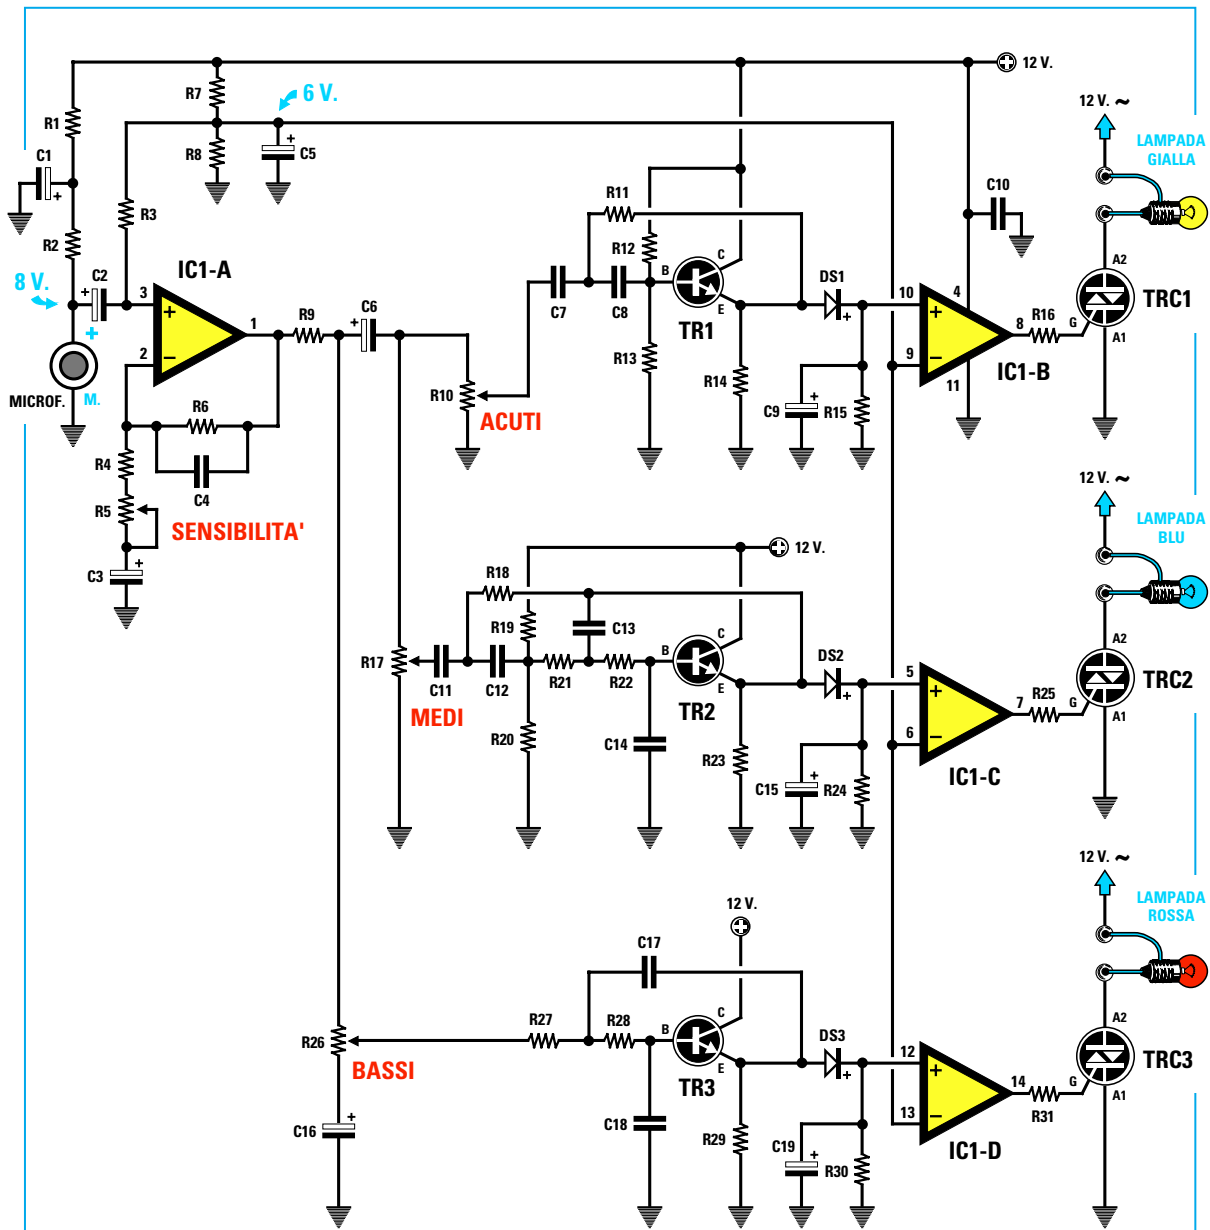 12 V.
R7
6 V.
R1
12 V. ~
LAMPADA
GIALLA
C1
+
R8
+
C5
R11
C10
R3
R12
R2
IC1-A
C
A2
8 V.
+
C2
+
C6
C7
C8
B
DS1
4
TRC1
3
+
R9
TR1
E
+
10
+
8
R16
G
1
2
–
R13
R14
9
–
IC1-B
A1
MICROF.
M.
R6
R10
ACUTI
C9
+
R15
11
R4
C4
12 V. ~
R5
SENSIBILITA'
LAMPADA
BLU
C3
+
12 V.
R18
R19
C13
C
A2
R17
C11
C12
R21
R22
B
DS2
TRC2
TR2
E
+
5
+
7
R25
G
MEDI
A1
R20
C14
R23
6
–
C15
+
R24
IC1-C
12 V. ~
LAMPADA
ROSSA
12 V.
C17
C
A2
R26
R27
R28
B
DS3
TRC3
BASSI
TR3
E
+
12
+
14
G
R31
A1
C16
+
C18
R29
13
–
C19
+
R30
IC1-D